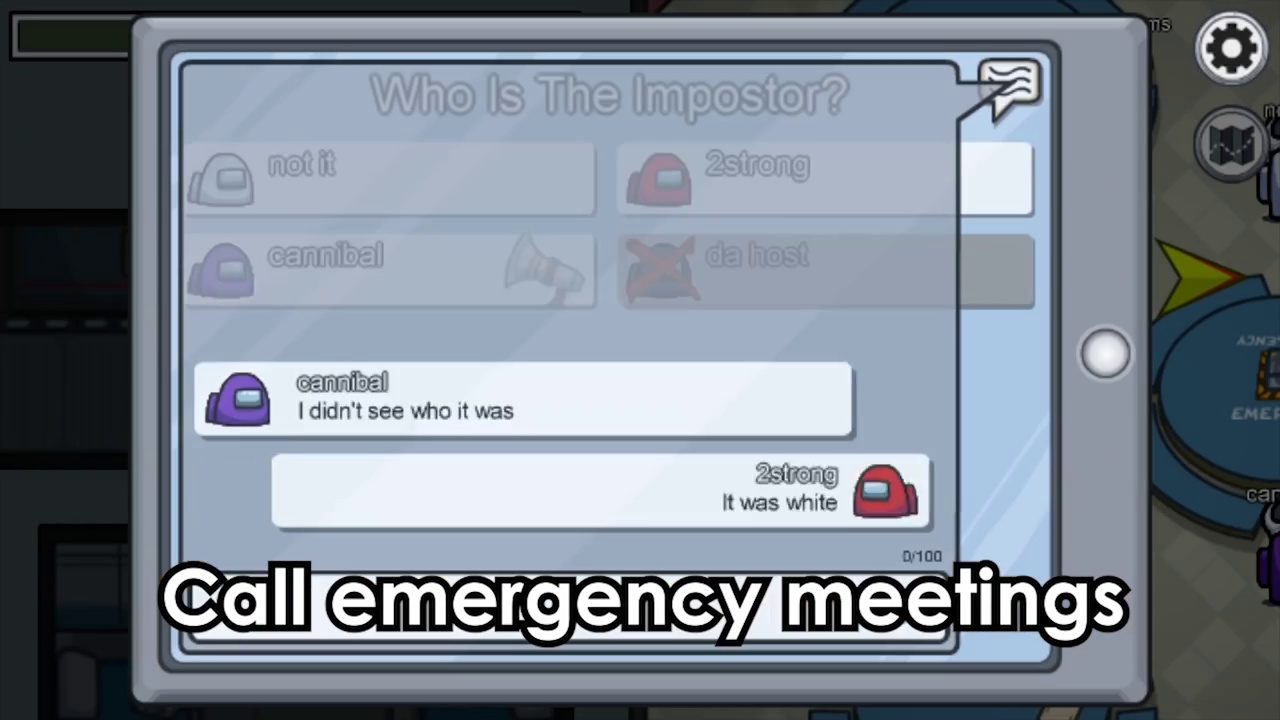 Who Is The Impostor?
not it
2strong
cannibal
da host
cannibal
I didn't see who it was
2strong
It was white
0/100
Call emergency meetings